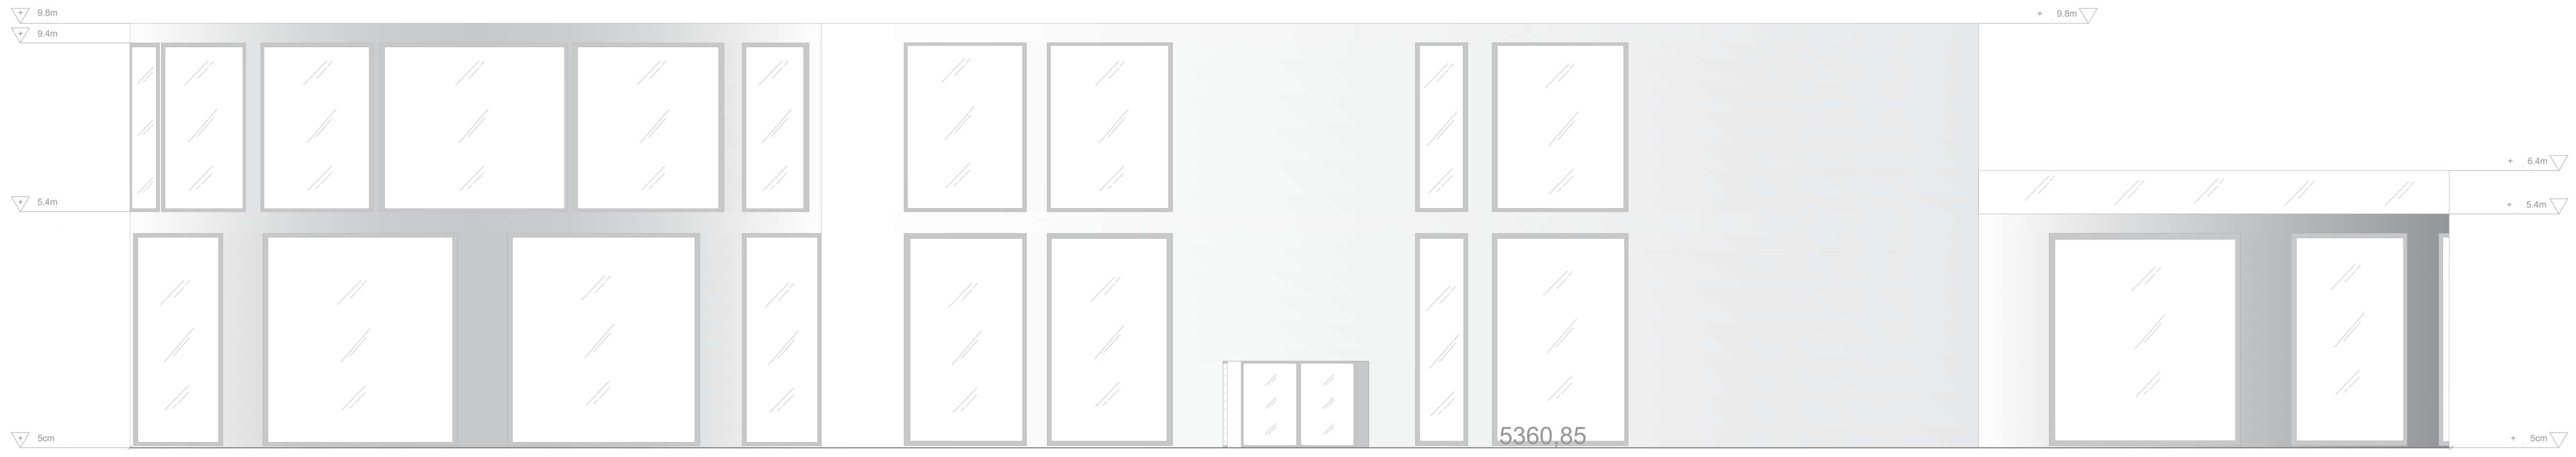 + 9.8m
+ 9.8m
+ 9.4m
+ 6.4m
+ 5.4m
+ 5.4m
5360,85
+ 5cm
+ 5cm